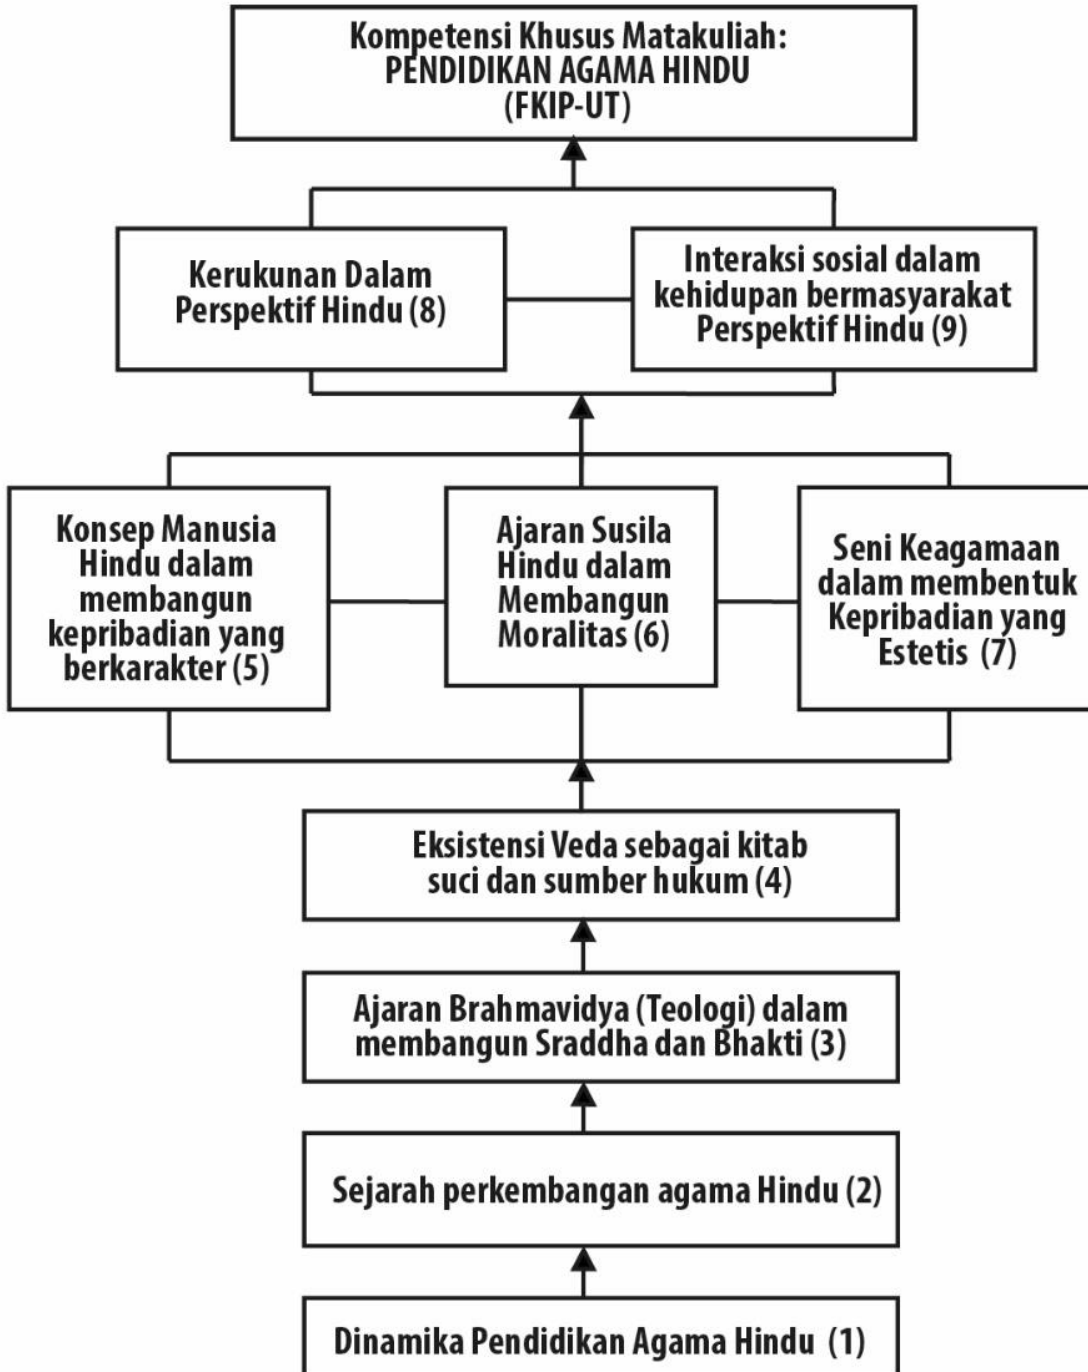 Kompetensi Khusus Matakuliah:
PENDIDIKAN AGAMA HINDU
(FKIP-UT)
Kerukunan Dalam
Perspektif Hindu (8)
Interaksi sosial dalam
kehidupan bermasyarakat
Perspektif Hindu (9)
Konsep Manusia
Hindu dalam
membangun
kepribadian yang
berkarakter (5)
Ajaran Susila
Hindu dalam
Membangun
Moralitas (6)
Seni Keagamaan
dalam membentuk
Kepribadian yang
Estetis (7)
Eksistensi Veda sebagai kitab
suci dan sumber hukum (4)
Ajaran Brahmavidya (Teologi) dalam
membangun Sraddha dan Bhakti (3)
Sejarah perkembangan agama Hindu (2)
Dinamika Pendidikan Agama Hindu (1)